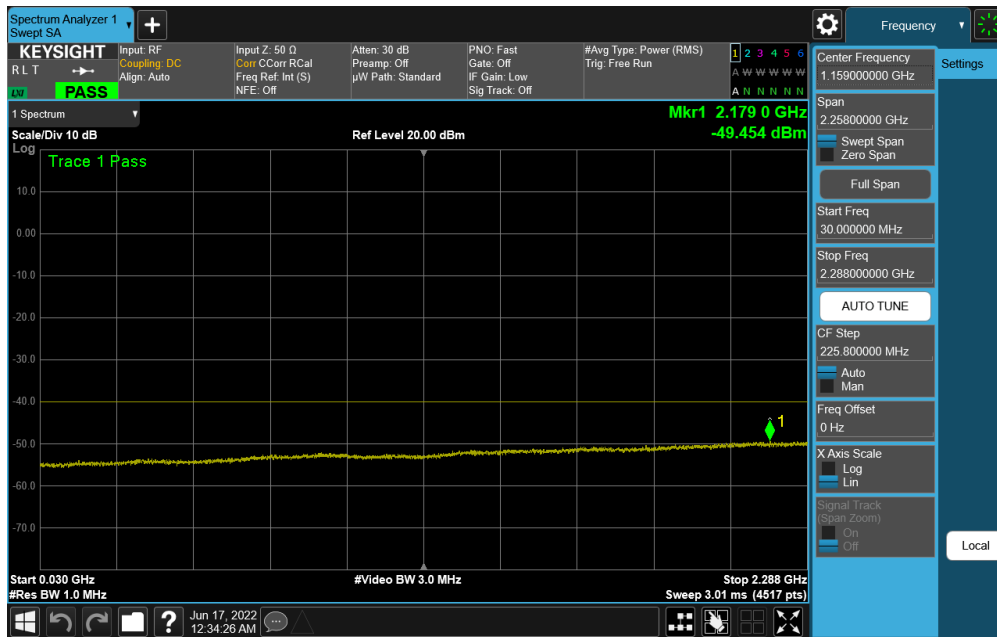 Spectrum Analyzer 1
Swept SA
+
Frequency
KEYSIGHT
R L T
LXI
PASS
Input: RF
Coupling: DC
Align: Auto
Input Z: 50 Ω
Corr CCorr RCal
Freq Ref: Int (S)
NFE: Off
Atten: 30 dB
Preamp: Off
µW Path: Standard
PNO: Fast
Gate: Off
IF Gain: Low
Sig Track: Off
#Avg Type: Power (RMS)
Trig: Free Run
1 2 3 4 5 6
A W W W W W
A N N N N N
1 Spectrum
Scale/Div 10 dB
Log
Ref Level 20.00 dBm
Mkr1 2.179 0 GHz
-49.454 dBm
Trace 1 Pass
10.0
0.00
-10.0
-20.0
-30.0
-40.0
-50.0
-60.0
-70.0
1
Start 0.030 GHz
#Res BW 1.0 MHz
#Video BW 3.0 MHz
Stop 2.288 GHz
Sweep 3.01 ms (4517 pts)
Center Frequency
1.159000000 GHz
Span
2.25800000 GHz
Swept Span
Zero Span
Full Span
Start Freq
30.000000 MHz
Stop Freq
2.288000000 GHz
AUTO TUNE
CF Step
225.800000 MHz
Auto
Man
Freq Offset
0 Hz
X Axis Scale
Log
Lin
Signal Track
(Span Zoom)
On
Off
Settings
Local
?
Jun 17, 2022
12:34:26 AM